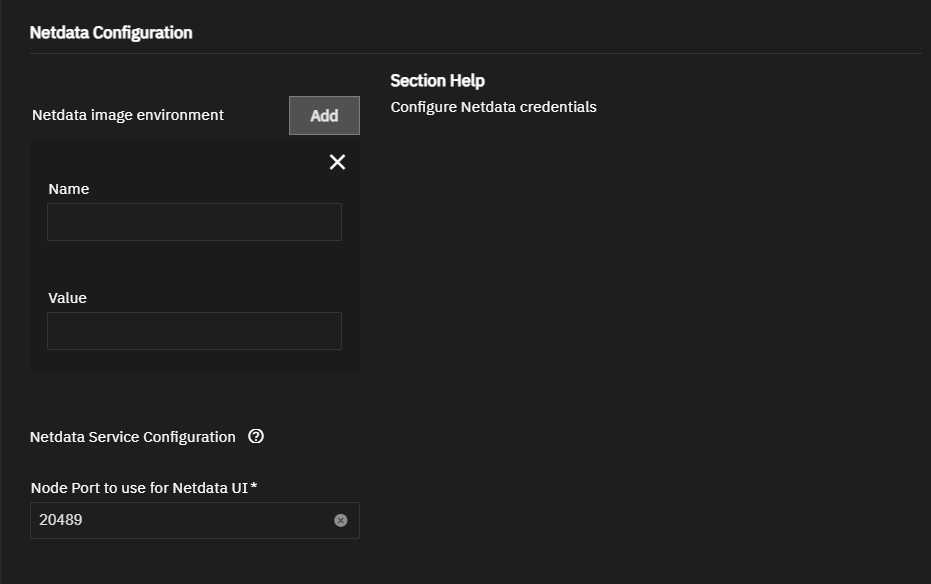 Netdata Configuration
Netdata image environment
Add
Name
Value
Netdata Service Configuration
Node Port to use for Netdata UI*
20489
Section Help
Configure Netdata credentials